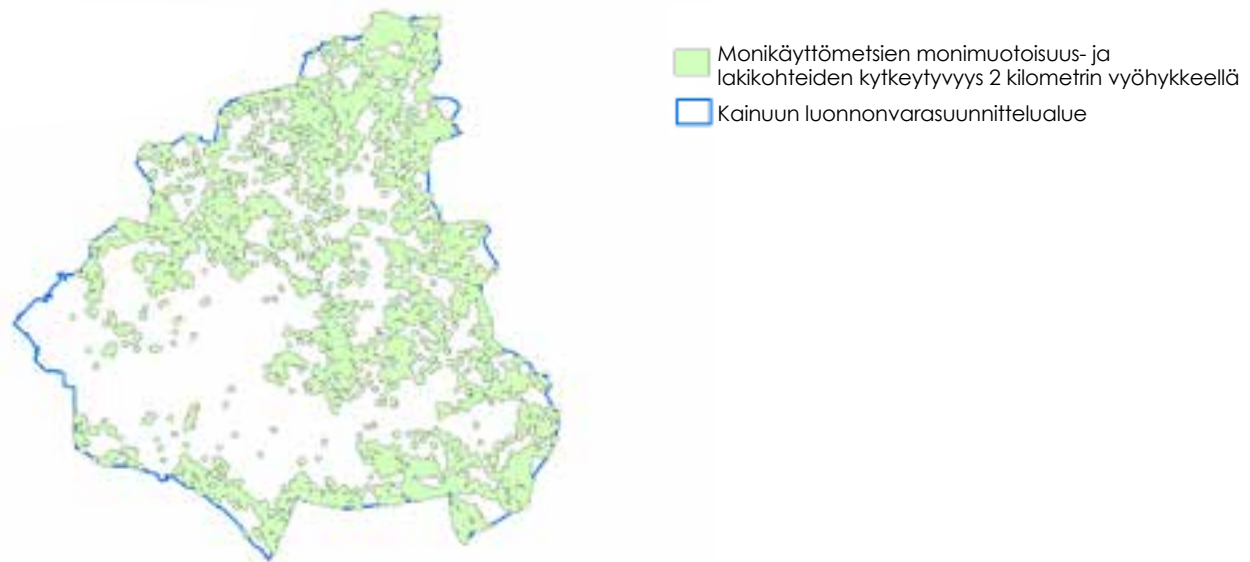 Monikäyttömetsien monimuotoisuus- ja
lakikohteiden kytkeytyvyys 2 kilometrin vyöhykkeellä
Kainuun luonnonvarasuunnittelualue